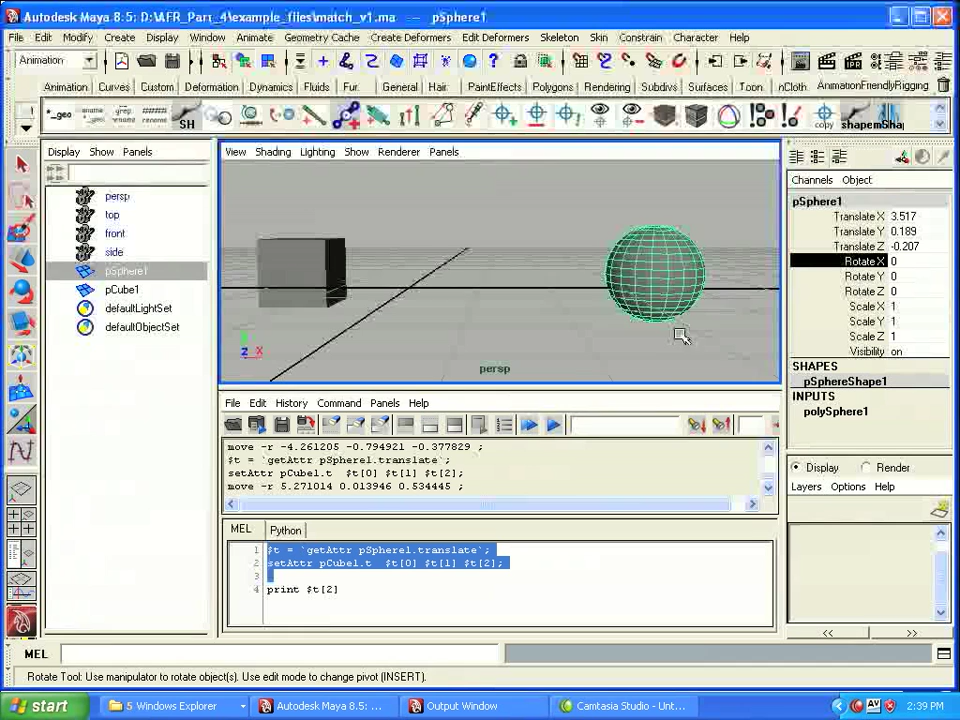 Autodesk Maya 8.5: D:\AFR_Part_4\example_files\match_v1.ma -- pSphere1
File Edit Modify Create Display Window Animate Geometry Cache Create Deformers Edit Deformers Skeleton Skin Constrain Character Help
Animation
Animation Curves Custom Deformation Dynamics Fluids Fur General Hair PaintEffects Polygons Rendering Subdivs Surfaces Toon nCloth AnimationFriendlyRigging
*_geo SH copy shapemShap
Display Show Panels
View Shading Lighting Show Renderer Panels
Channels Object
persp
top
front
side
pSphere1
pCube1
defaultLightSet
defaultObjectSet
persp
pSphere1
Translate X 3.517
Translate Y 0.189
Translate Z -0.207
Rotate X 0
Rotate Y 0
Rotate Z 0
Scale X 1
Scale Y 1
Scale Z 1
Visibility on
SHAPES
pSphereShape1
INPUTS
polySphere1
File Edit History Command Panels Help
move -r -4.261205 -0.794921 -0.377829 ;
$t = `getAttr pSphere1.translate`;
setAttr pCube1.t $t[0] $t[1] $t[2];
move -r 5.271014 0.013946 0.534445 ;
MEL Python
1 $t = `getAttr pSphere1.translate`;
2 setAttr pCube1.t $t[0] $t[1] $t[2];
3
4 print $t[2]
Display Render
Layers Options Help
<< >>
MEL
Rotate Tool: Use manipulator to rotate object(s). Use edit mode to change pivot (INSERT).
start 5 Windows Explorer Autodesk Maya 8.5: ... Output Window Camtasia Studio - Unt... 2:39 PM